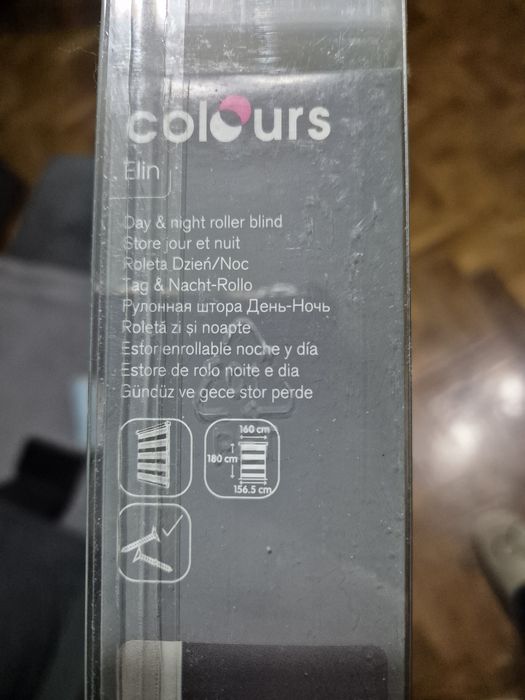 colours
Elin
Day & night roller blind
Store jour et nuit
Roleta Dzień/Noc
Tag & Nacht-Rollo
Рулонная штора День-Ночь
Roletă zi și noapte
Estor enrollable noche y día
Estore de rolo noite e dia
Gündüz ve gece stor perde
160 cm
180 cm
156.5 cm